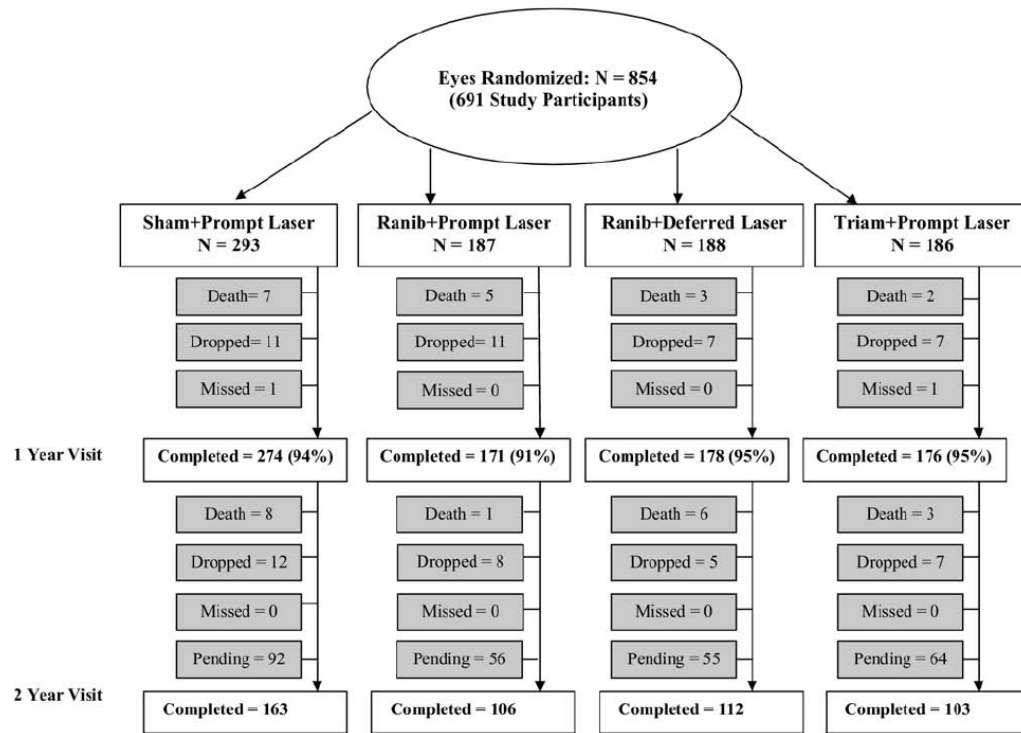 Eyes Randomized: N = 854
(691 Study Participants)
Sham+Prompt Laser
N = 293
Ranib+Prompt Laser
N = 187
Ranib+Deferred Laser
N = 188
Triam+Prompt Laser
N = 186
Death= 7
Death = 5
Death = 3
Death = 2
Dropped= 11
Dropped= 11
Dropped= 7
Dropped = 7
Missed = 1
Missed = 0
Missed = 0
Missed = 1
1 Year Visit
Completed = 274 (94%)
Completed = 171 (91%)
Completed = 178 (95%)
Completed = 176 (95%)
Death = 8
Death = 1
Death = 6
Death = 3
Dropped = 12
Dropped = 8
Dropped = 5
Dropped = 7
Missed = 0
Missed = 0
Missed = 0
Missed = 0
Pending = 92
Pending = 56
Pending = 55
Pending = 64
2 Year Visit
Completed = 163
Completed = 106
Completed = 112
Completed = 103